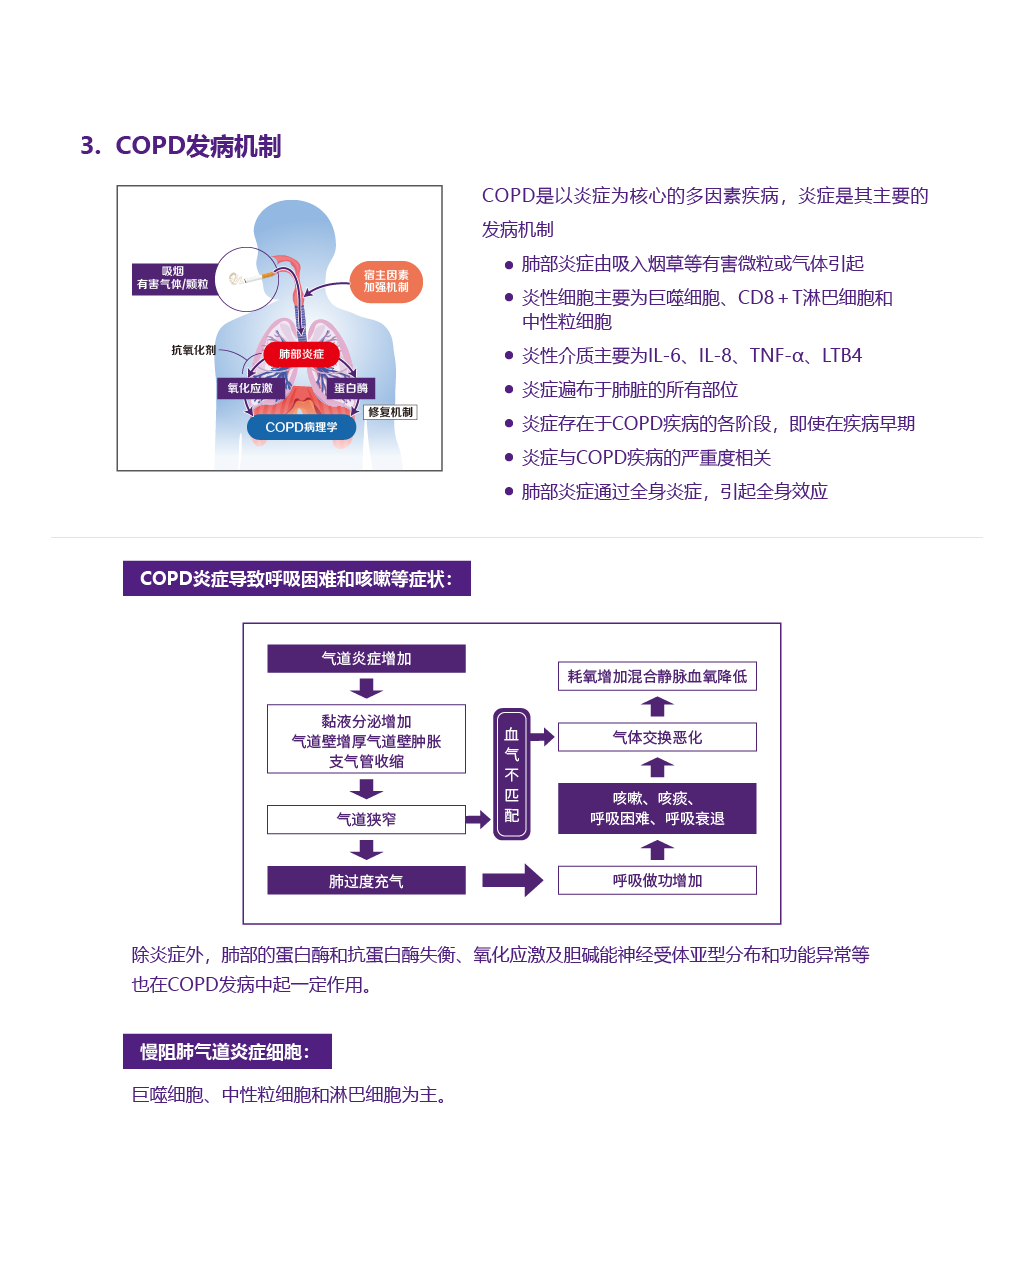 3. COPD发病机制
吸烟
有害气体/颗粒
宿主因素
加强机制
抗氧化剂
肺部炎症
氧化应激
蛋白酶
修复机制
COPD病理学
COPD是以炎症为核心的多因素疾病，炎症是其主要的
发病机制
● 肺部炎症由吸入烟草等有害微粒或气体引起
● 炎性细胞主要为巨噬细胞、CD8+T淋巴细胞和
中性粒细胞
● 炎性介质主要为IL-6、IL-8、TNF-α、LTB4
● 炎症遍布于肺脏的所有部位
● 炎症存在于COPD疾病的各阶段，即使在疾病早期
● 炎症与COPD疾病的严重度相关
● 肺部炎症通过全身炎症，引起全身效应
COPD炎症导致呼吸困难和咳嗽等症状：
气道炎症增加
黏液分泌增加
气道壁增厚气道壁肿胀
支气管收缩
气道狭窄
肺过度充气
血气不匹配
耗氧增加混合静脉血氧降低
气体交换恶化
咳嗽、咳痰、
呼吸困难、呼吸衰退
呼吸做功增加
除炎症外，肺部的蛋白酶和抗蛋白酶失衡、氧化应激及胆碱能神经受体亚型分布和功能异常等
也在COPD发病中起一定作用。
慢阻肺气道炎症细胞：
巨噬细胞、中性粒细胞和淋巴细胞为主。